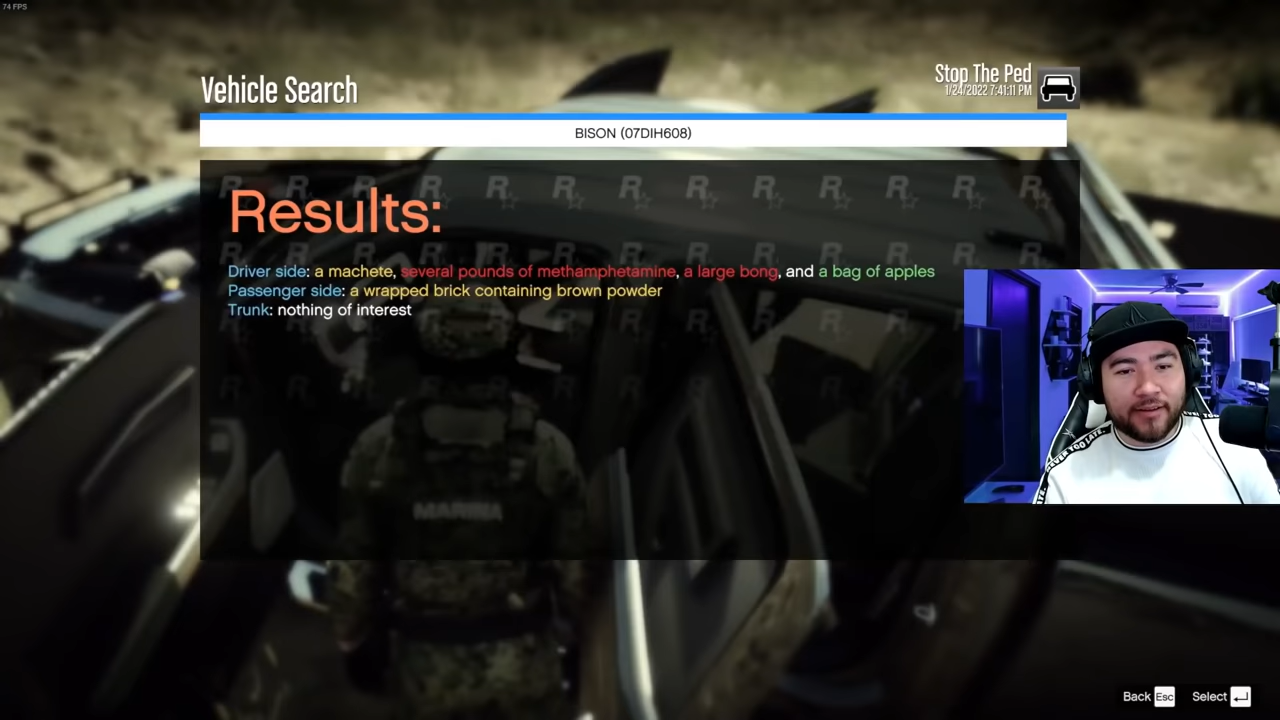 74 FPS
Vehicle Search
Stop The Ped
1/24/2022 7:41:11 PM
BISON (07DIH608)
Results:
Driver side: a machete, several pounds of methamphetamine, a large bong, and a bag of apples
Passenger side: a wrapped brick containing brown powder
Trunk: nothing of interest
MARINA
Back Esc Select